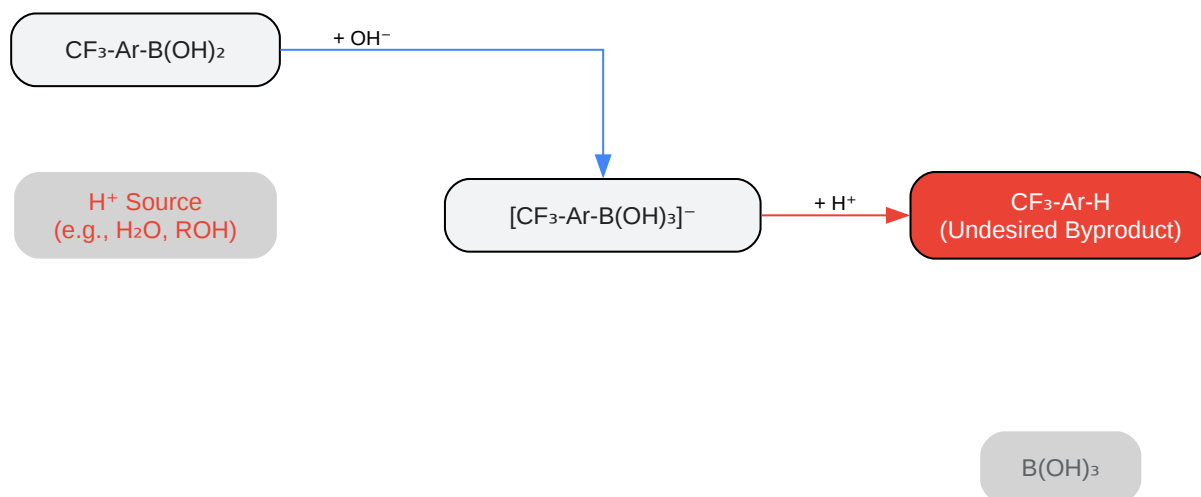 CF₃-Ar-B(OH)₂
+ OH⁻
H⁺ Source
(e.g., H₂O, ROH)
[CF₃-Ar-B(OH)₃]⁻
+ H⁺
CF₃-Ar-H
(Undesired Byproduct)
B(OH)₃